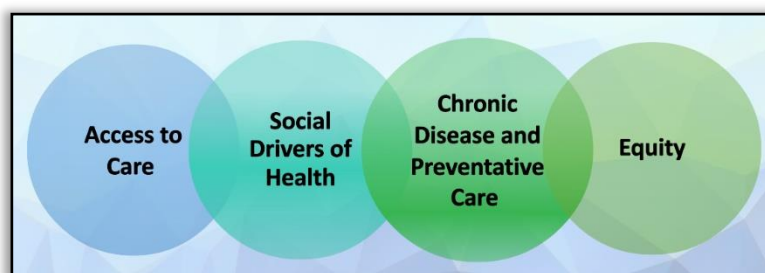 Access to
Care
Social
Drivers of
Health
Chronic
Disease and
Preventative
Care
Equity